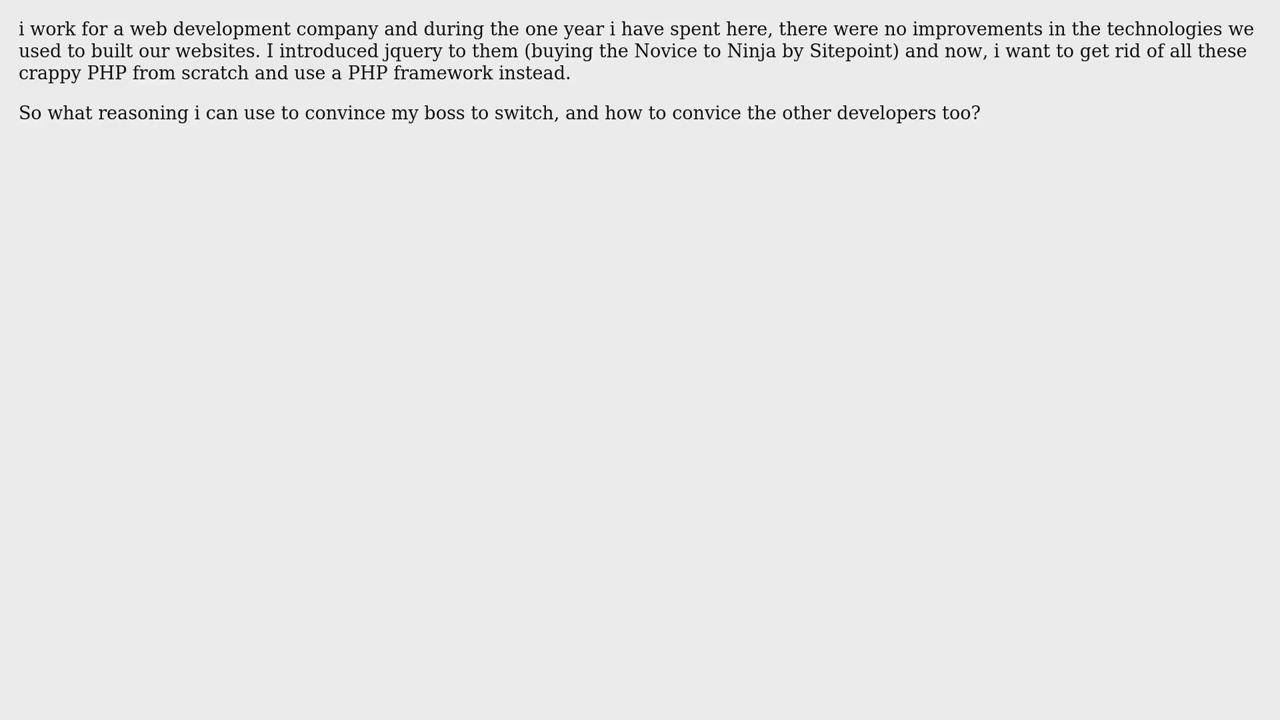 i work for a web development company and during the one year i have spent here, there were no improvements in the technologies we
used to built our websites. I introduced jquery to them (buying the Novice to Ninja by Sitepoint) and now, i want to get rid of all these
crappy PHP from scratch and use a PHP framework instead.
So what reasoning i can use to convince my boss to switch, and how to convice the other developers too?